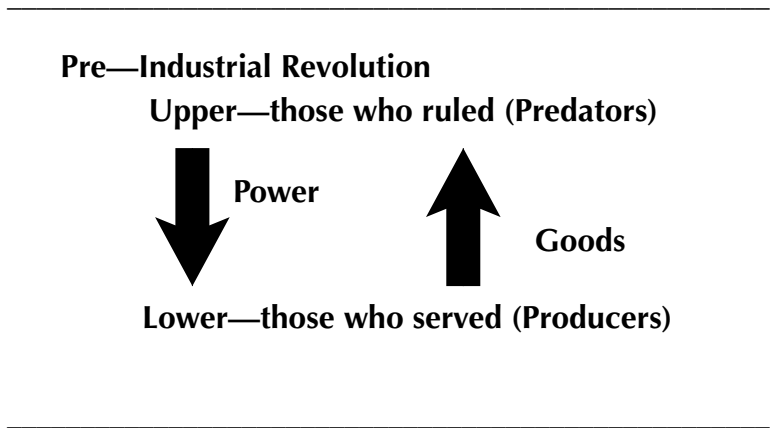 Pre—Industrial Revolution
Upper—those who ruled (Predators)
Power
Goods
Lower—those who served (Producers)